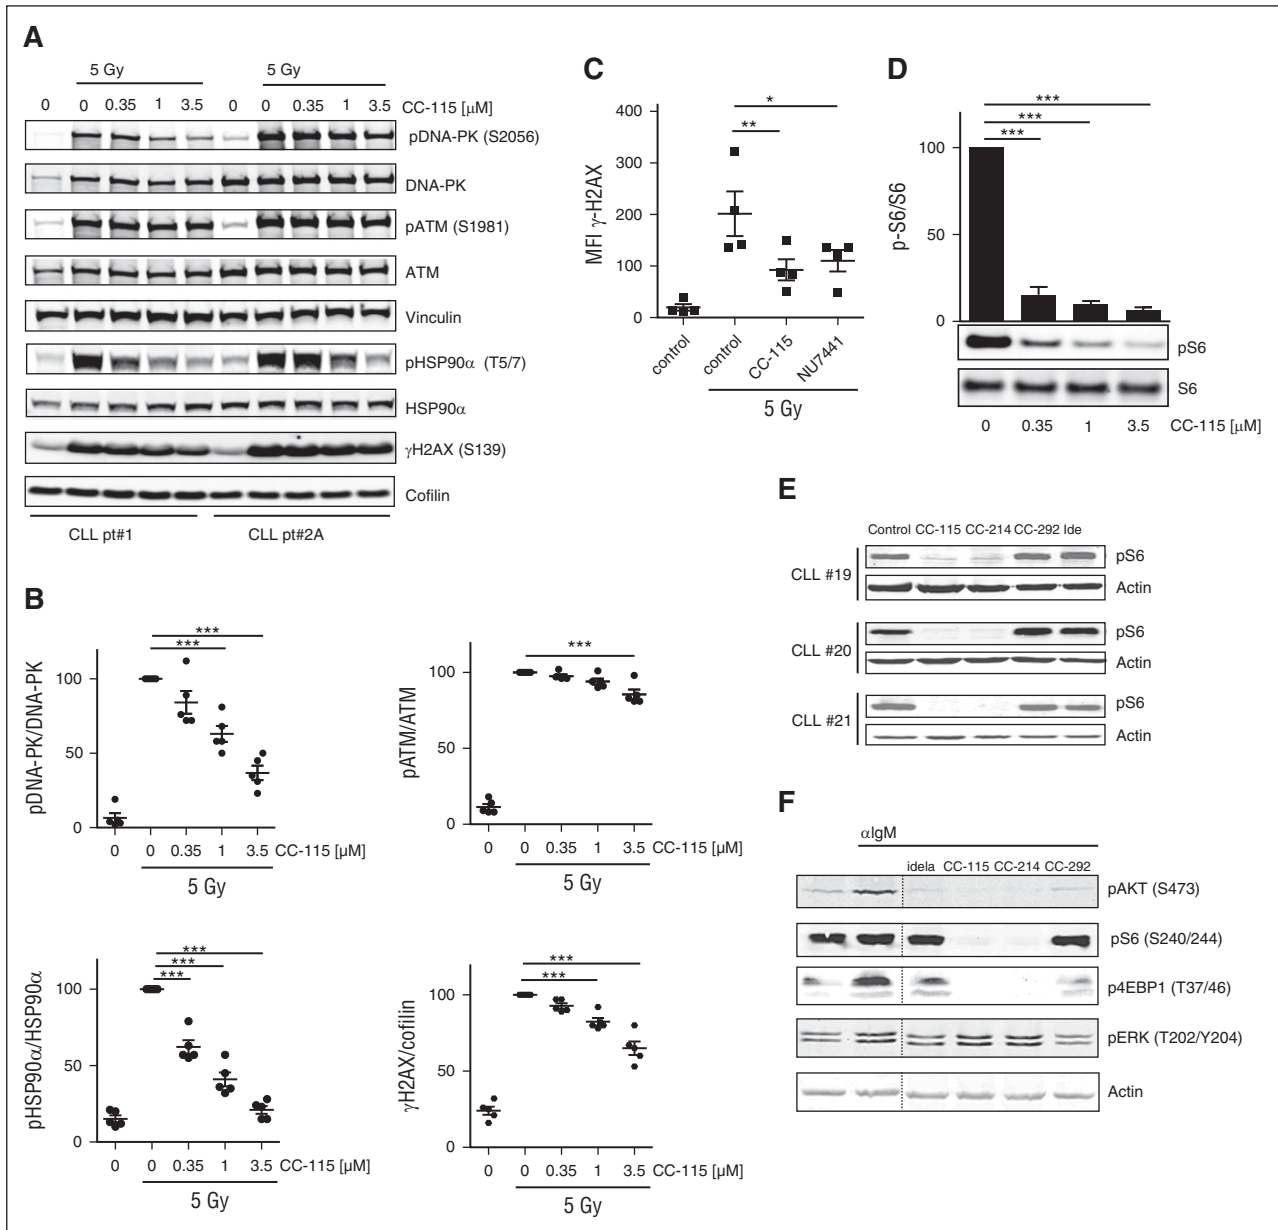 A
5 Gy 5 Gy
0 0 0.35 1 3.5 0 0 0.35 1 3.5 CC-115 [µM]
pDNA-PK (S2056)
DNA-PK
pATM (S1981)
ATM
Vinculin
pHSP90α (T5/7)
HSP90α
γH2AX (S139)
Cofilin
CLL pt#1 CLL pt#2A
B
pDNA-PK/DNA-PK
***
***
100
50
0
0 0 0.35 1 3.5 CC-115 [µM]
5 Gy
pATM/ATM
***
100
50
0
0 0 0.35 1 3.5 CC-115 [µM]
5 Gy
pHSP90α/HSP90α
***
***
***
100
50
0
0 0 0.35 1 3.5 CC-115 [µM]
5 Gy
γH2AX/cofilin
***
***
100
50
0
0 0 0.35 1 3.5 CC-115 [µM]
5 Gy
C
MFI γ-H2AX
*
**
400
300
200
100
0
control control CC-115 NU7441
5 Gy
D
p-S6/S6
***
***
***
100
50
0
pS6
S6
0 0.35 1 3.5 CC-115 [µM]
E
Control CC-115 CC-214 CC-292 Ide
CLL #19
pS6
Actin
CLL #20
pS6
Actin
CLL #21
pS6
Actin
F
αIgM
idela CC-115 CC-214 CC-292
pAKT (S473)
pS6 (S240/244)
p4EBP1 (T37/46)
pERK (T202/Y204)
Actin